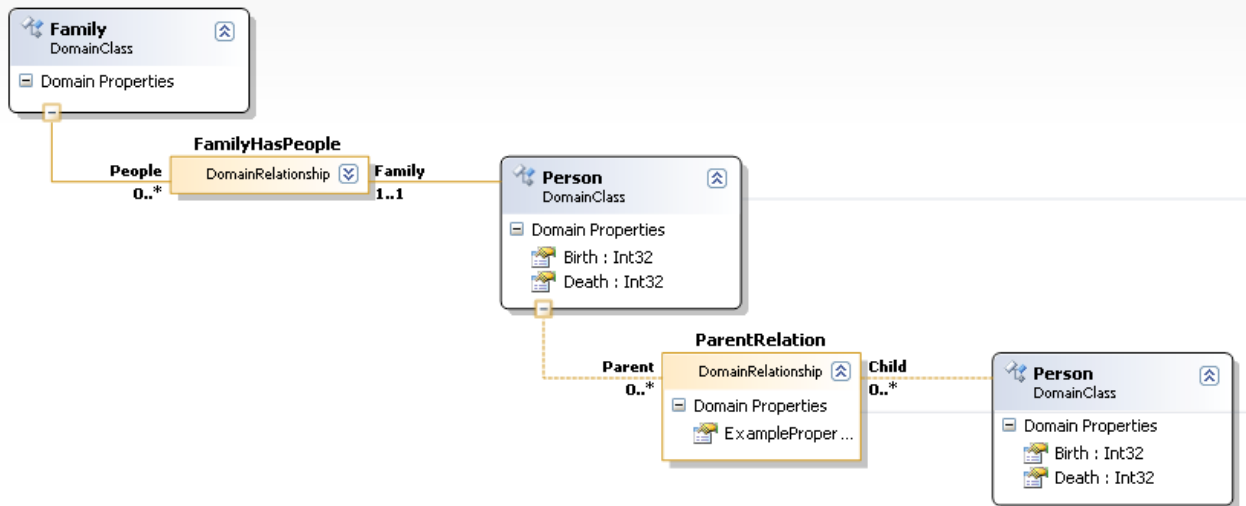 Family
DomainClass
Domain Properties
FamilyHasPeople
People
DomainRelationship
Family
0..*
1..1
Person
DomainClass
Domain Properties
Birth : Int32
Death : Int32
ParentRelation
Parent
DomainRelationship
Child
0..*
0..*
Domain Properties
ExampleProper...
Person
DomainClass
Domain Properties
Birth : Int32
Death : Int32